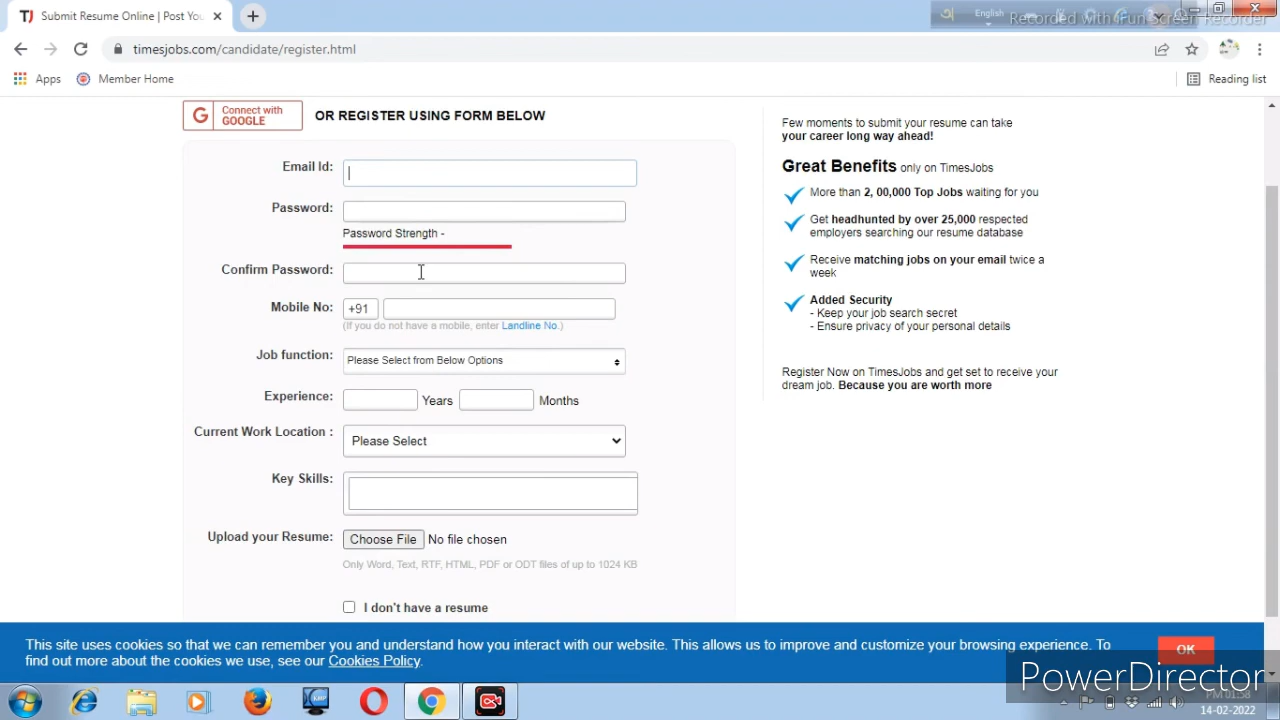 TJ Submit Resume Online | Post You
English
Recorded with iFun Screen Recorder
timesjobs.com/candidate/register.html
Apps Member Home Reading list
G Connect with
GOOGLE
OR REGISTER USING FORM BELOW
Email Id:
Password:
Password Strength -
Confirm Password:
Mobile No: +91
(If you do not have a mobile, enter Landline No.)
Job function: Please Select from Below Options
Experience: Years Months
Current Work Location : Please Select
Key Skills:
Upload your Resume: Choose File No file chosen
Only Word, Text, RTF, HTML, PDF or ODT files of up to 1024 KB
I don't have a resume
Few moments to submit your resume can take
your career long way ahead!
Great Benefits only on TimesJobs
More than 2, 00,000 Top Jobs waiting for you
Get headhunted by over 25,000 respected
employers searching our resume database
Receive matching jobs on your email twice a
week
Added Security
- Keep your job search secret
- Ensure privacy of your personal details
Register Now on TimesJobs and get set to receive your
dream job. Because you are worth more
This site uses cookies so that we can remember you and understand how you interact with our website. This allows us to improve and customize your browsing experience. To
find out more about the cookies we use, see our Cookies Policy.
OK
PowerDirector
PM 01:58
14-02-2022